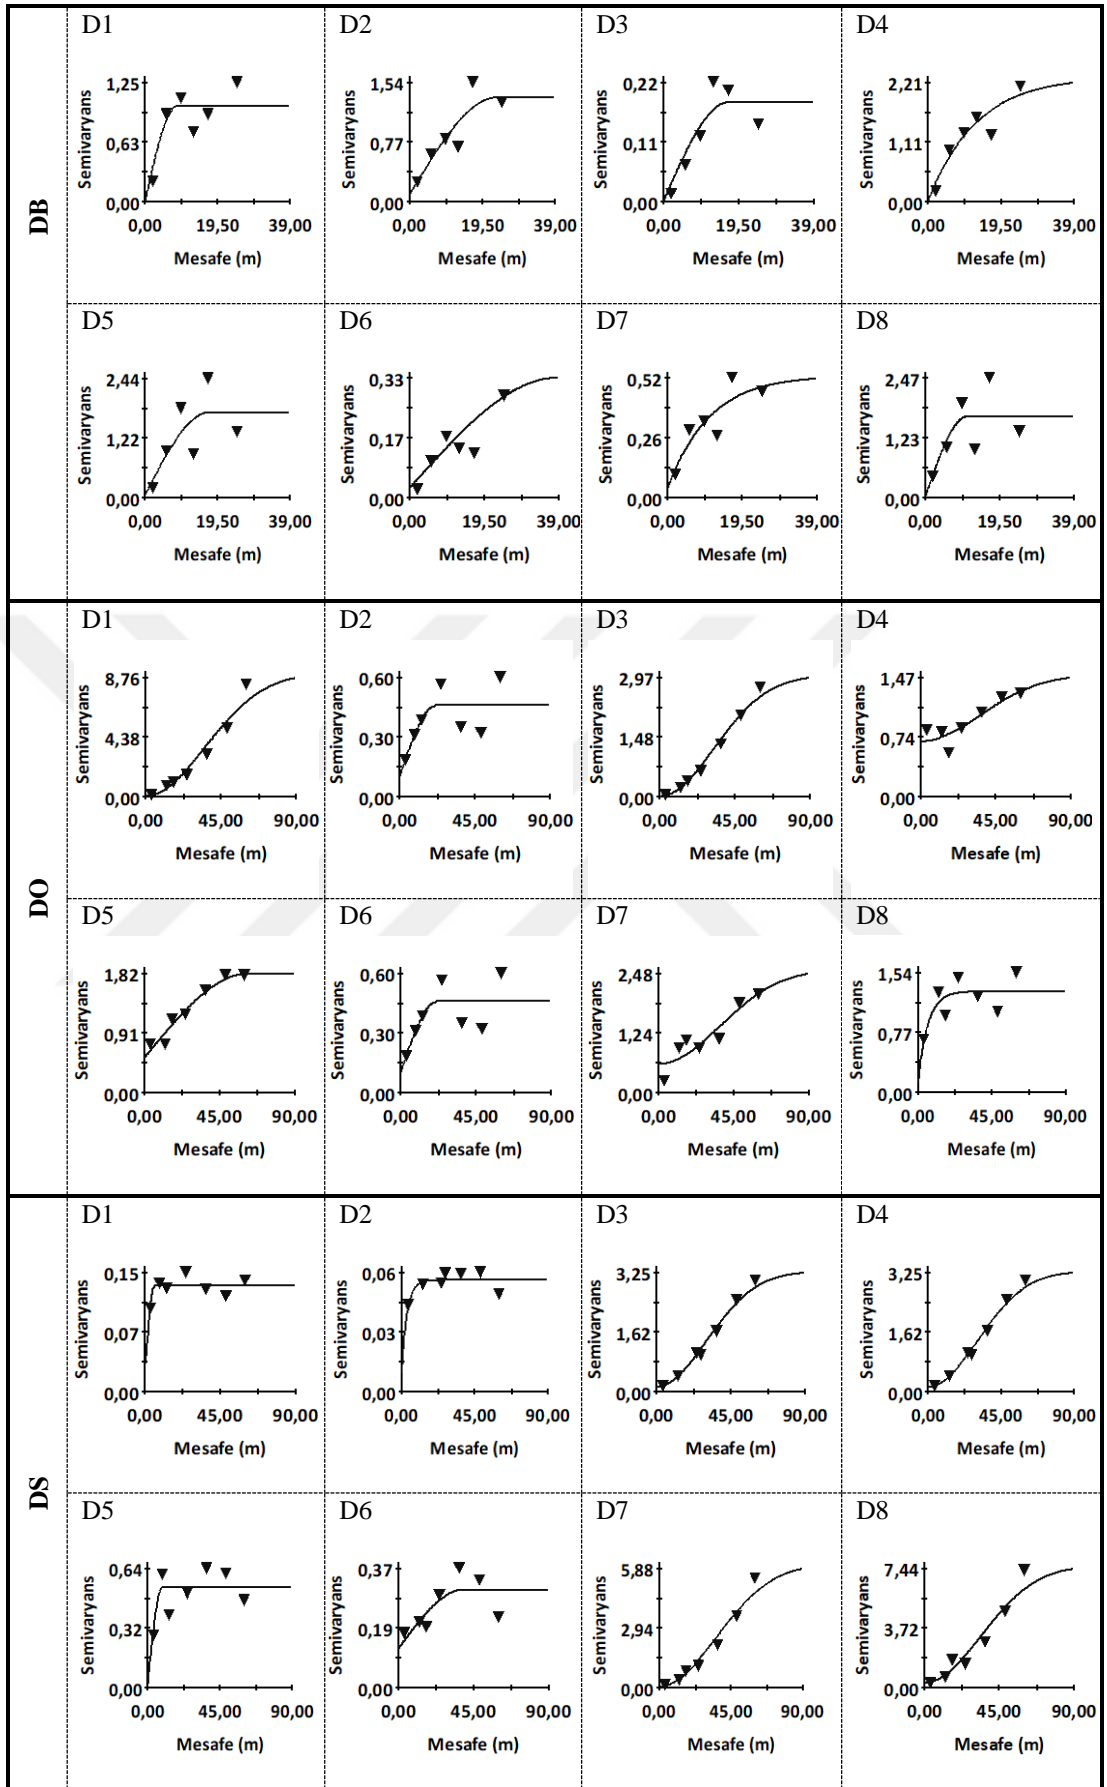 DB
D1 D2 D3 D4
Semivaryans Semivaryans Semivaryans Semivaryans
1,25 1,54 0,22 2,21
0,63 0,77 0,11 1,11
0,00 0,00 0,00 0,00
0,00 19,50 39,00 0,00 19,50 39,00 0,00 19,50 39,00 0,00 19,50 39,00
Mesafe (m) Mesafe (m) Mesafe (m) Mesafe (m)
D5 D6 D7 D8
Semivaryans Semivaryans Semivaryans Semivaryans
2,44 0,33 0,52 2,47
1,22 0,17 0,26 1,23
0,00 0,00 0,00 0,00
0,00 19,50 39,00 0,00 19,50 39,00 0,00 19,50 39,00 0,00 19,50 39,00
Mesafe (m) Mesafe (m) Mesafe (m) Mesafe (m)
DO
D1 D2 D3 D4
Semivaryans Semivaryans Semivaryans Semivaryans
8,76 0,60 2,97 1,47
4,38 0,30 1,48 0,74
0,00 0,00 0,00 0,00
0,00 45,00 90,00 0,00 45,00 90,00 0,00 45,00 90,00 0,00 45,00 90,00
Mesafe (m) Mesafe (m) Mesafe (m) Mesafe (m)
D5 D6 D7 D8
Semivaryans Semivaryans Semivaryans Semivaryans
1,82 0,60 2,48 1,54
0,91 0,30 1,24 0,77
0,00 0,00 0,00 0,00
0,00 45,00 90,00 0,00 45,00 90,00 0,00 45,00 90,00 0,00 45,00 90,00
Mesafe (m) Mesafe (m) Mesafe (m) Mesafe (m)
DS
D1 D2 D3 D4
Semivaryans Semivaryans Semivaryans Semivaryans
0,15 0,06 3,25 3,25
0,07 0,03 1,62 1,62
0,00 0,00 0,00 0,00
0,00 45,00 90,00 0,00 45,00 90,00 0,00 45,00 90,00 0,00 45,00 90,00
Mesafe (m) Mesafe (m) Mesafe (m) Mesafe (m)
D5 D6 D7 D8
Semivaryans Semivaryans Semivaryans Semivaryans
0,64 0,37 5,88 7,44
0,32 0,19 2,94 3,72
0,00 0,00 0,00 0,00
0,00 45,00 90,00 0,00 45,00 90,00 0,00 45,00 90,00 0,00 45,00 90,00
Mesafe (m) Mesafe (m) Mesafe (m) Mesafe (m)